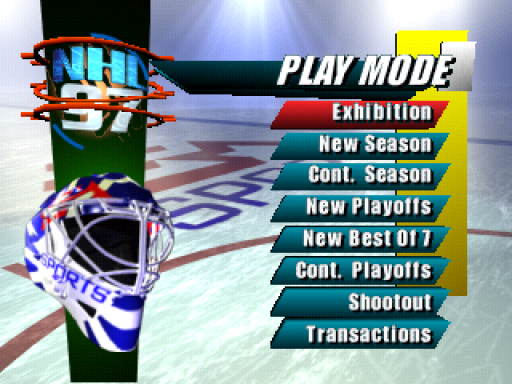 NHL
97
PLAY MODE
Exhibition
New Season
Cont. Season
New Playoffs
New Best Of 7
Cont. Playoffs
Shootout
Transactions
SPORTS